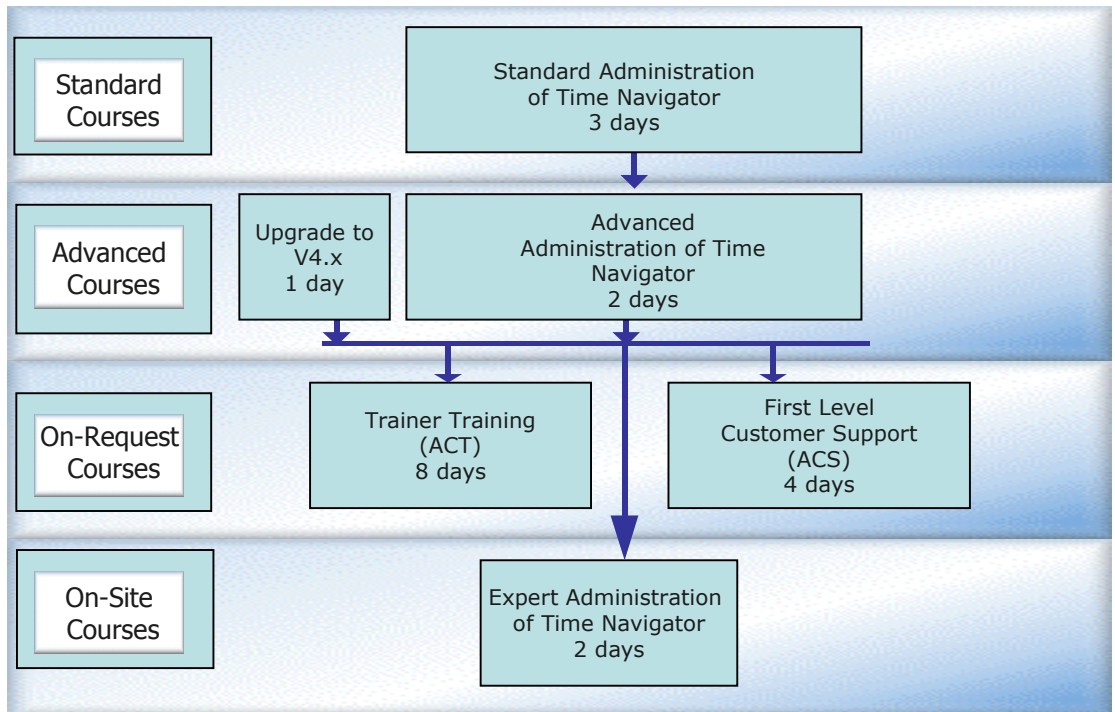 Standard
Courses
Standard Administration
of Time Navigator
3 days
Advanced
Courses
Upgrade to
V4.x
1 day
Advanced
Administration of Time
Navigator
2 days
On-Request
Courses
Trainer Training
(ACT)
8 days
First Level
Customer Support
(ACS)
4 days
On-Site
Courses
Expert Administration
of Time Navigator
2 days